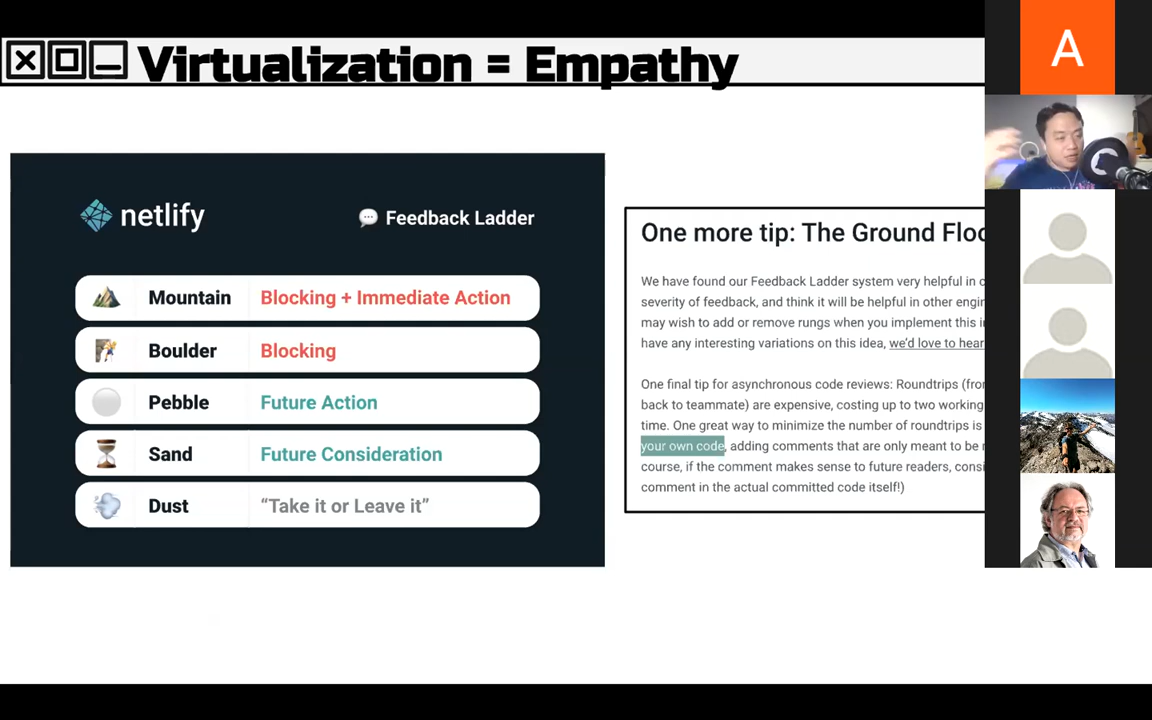 Virtualization = Empathy
netlify
Feedback Ladder
Mountain Blocking + Immediate Action
Boulder Blocking
Pebble Future Action
Sand Future Consideration
Dust “Take it or Leave it”
One more tip: The Ground Floo
We have found our Feedback Ladder system very helpful in
severity of feedback, and think it will be helpful in other
may wish to add or remove rungs when you implement this
have any interesting variations on this idea, we'd love to hear
One final tip for asynchronous code reviews: Roundtrips
back to teammate) are expensive, costing up to two working
time. One great way to minimize the number of roundtrips is
your own code, adding comments that are only meant to be
course, if the comment makes sense to future readers,
comment in the actual committed code itself!)
A